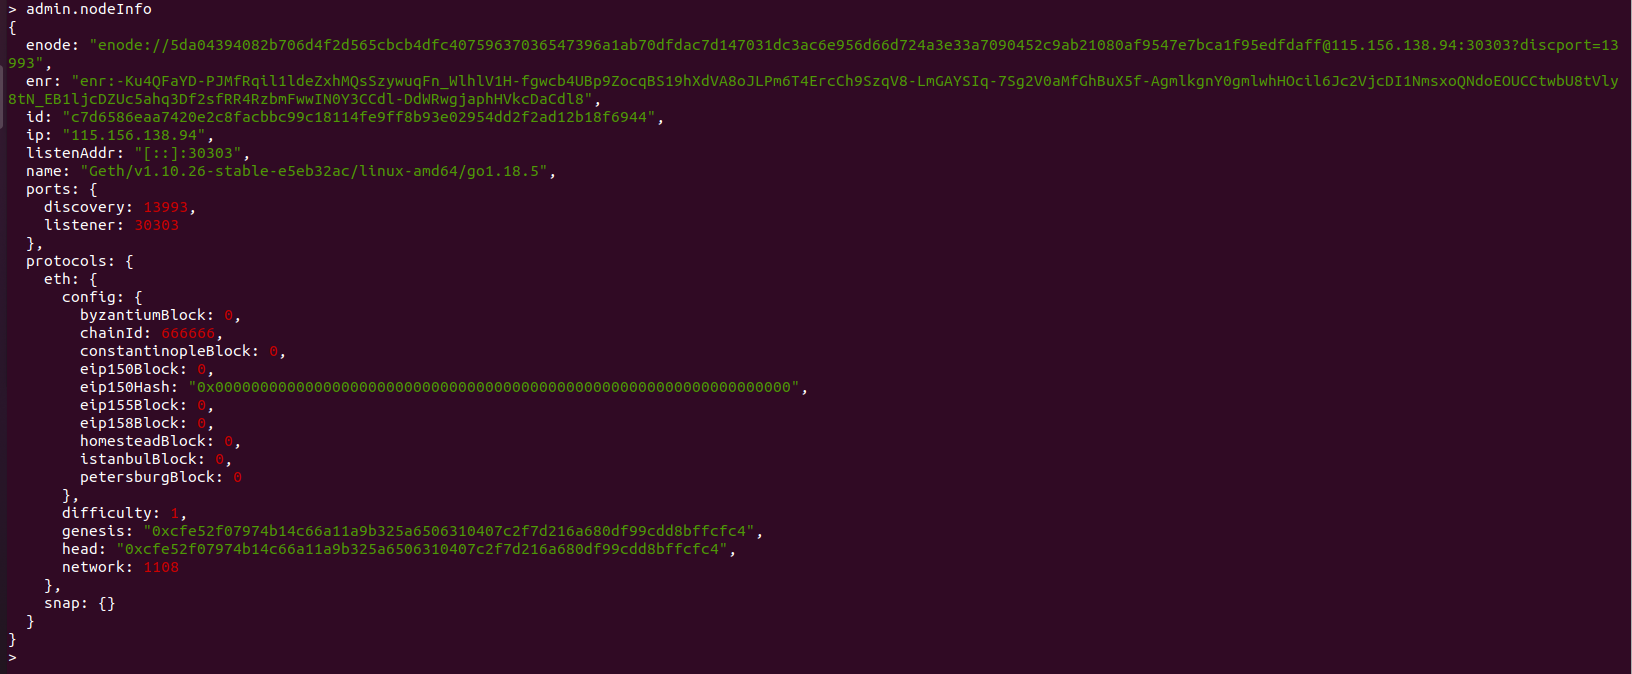 > admin.nodeInfo
{
  enode: "enode://5da04394082b706d4f2d565cbcb4dfc40759637036547396a1ab70dfdac7d147031dc3ac6e956d66d724a3e33a7090452c9ab21080af9547e7bca1f95edfdaff@115.156.138.94:30303?discport=13
993",
  enr: "enr:-Ku4QFaYD-PJMfRqil1ldeZxhMQsSzywuqFn_WlhlV1H-fgwcb4UBp9ZocqBS19hXdVA8oJLPm6T4ErcCh9SzqV8-LmGAYSIq-7Sg2V0aMfGhBuX5f-AgmlkgnY0gmlwhHOcil6Jc2VjcDI1NmsxoQNdoEOUCCtwbU8tVly
8tN_EB1ljcDZUc5ahq3Df2sfRR4RzbmFwwIN0Y3CCdl-DdWRwgjaphHVkcDaCdl8",
  id: "c7d6586eaa7420e2c8facbbc99c18114fe9ff8b93e02954dd2f2ad12b18f6944",
  ip: "115.156.138.94",
  listenAddr: "[::]:30303",
  name: "Geth/v1.10.26-stable-e5eb32ac/linux-amd64/go1.18.5",
  ports: {
    discovery: 13993,
    listener: 30303
  },
  protocols: {
    eth: {
      config: {
        byzantiumBlock: 0,
        chainId: 666666,
        constantinopleBlock: 0,
        eip150Block: 0,
        eip150Hash: "0x0000000000000000000000000000000000000000000000000000000000000000",
        eip155Block: 0,
        eip158Block: 0,
        homesteadBlock: 0,
        istanbulBlock: 0,
        petersburgBlock: 0
      },
      difficulty: 1,
      genesis: "0xcfe52f07974b14c66a11a9b325a6506310407c2f7d216a680df99cdd8bffcfc4",
      head: "0xcfe52f07974b14c66a11a9b325a6506310407c2f7d216a680df99cdd8bffcfc4",
      network: 1108
    },
    snap: {}
  }
}
>